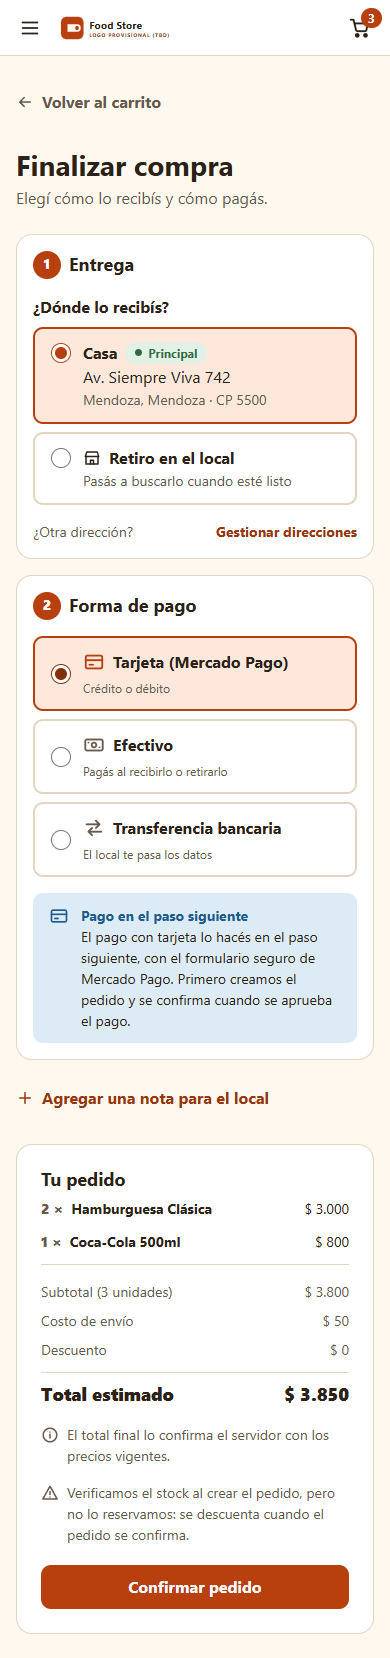 Food Store
LOGO PROVISIONAL (TBD)
3
← Volver al carrito
Finalizar compra
Elegí cómo lo recibís y cómo pagás.
1 Entrega
¿Dónde lo recibís?
Casa • Principal
Av. Siempre Viva 742
Mendoza, Mendoza · CP 5500
Retiro en el local
Pasás a buscarlo cuando esté listo
¿Otra dirección? Gestionar direcciones
2 Forma de pago
Tarjeta (Mercado Pago)
Crédito o débito
Efectivo
Pagás al recibirlo o retirarlo
Transferencia bancaria
El local te pasa los datos
Pago en el paso siguiente
El pago con tarjeta lo hacés en el paso
siguiente, con el formulario seguro de
Mercado Pago. Primero creamos el
pedido y se confirma cuando se aprueba
el pago.
+ Agregar una nota para el local
Tu pedido
2 × Hamburguesa Clásica $ 3.000
1 × Coca-Cola 500ml $ 800
Subtotal (3 unidades) $ 3.800
Costo de envío $ 50
Descuento $ 0
Total estimado $ 3.850
El total final lo confirma el servidor con los
precios vigentes.
Verificamos el stock al crear el pedido, pero
no lo reservamos: se descuenta cuando el
pedido se confirma.
Confirmar pedido